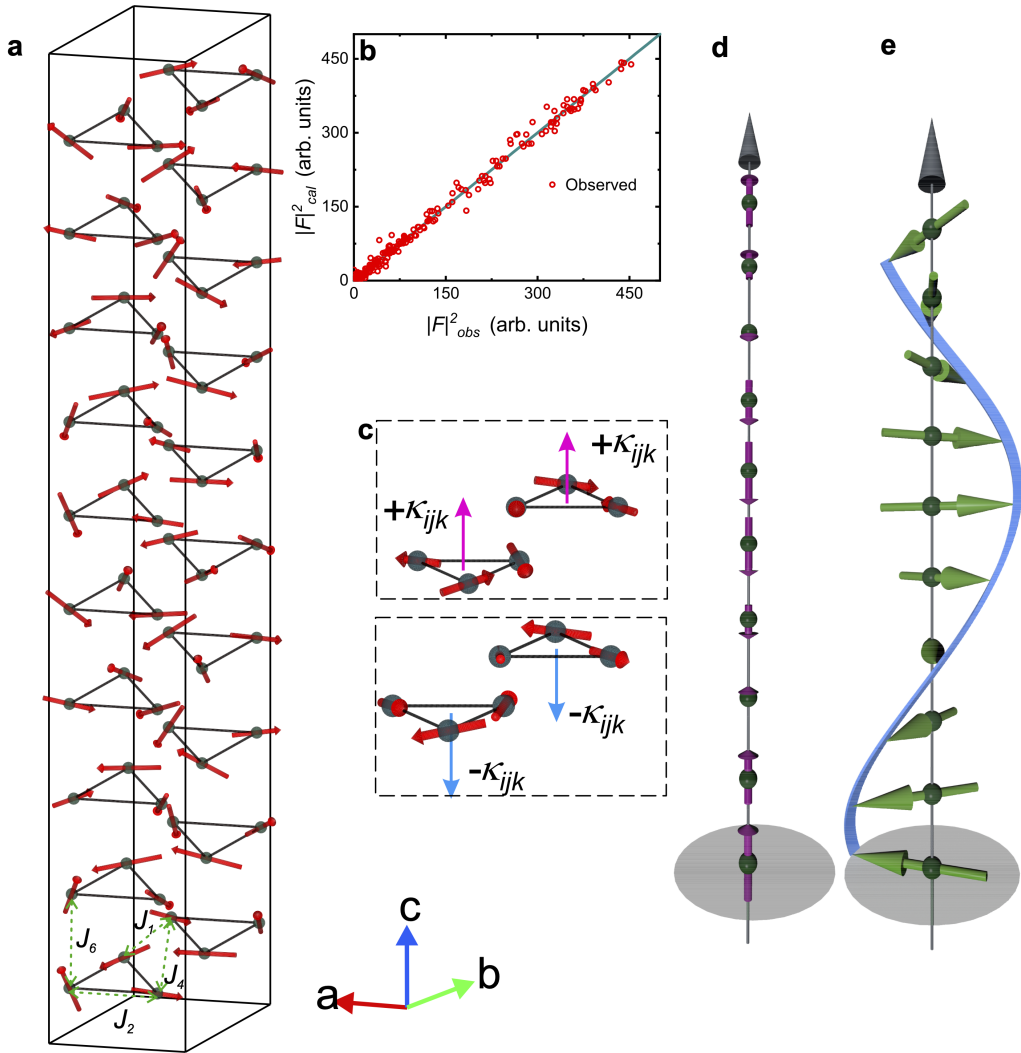 a
J₁
J₆
J₄
J₂
b
450
300
150
0
|F|²cal (arb. units)
Observed
0 150 300 450
|F|²obs (arb. units)
c
+κijk
+κijk
-κijk
-κijk
c
a
b
d
e